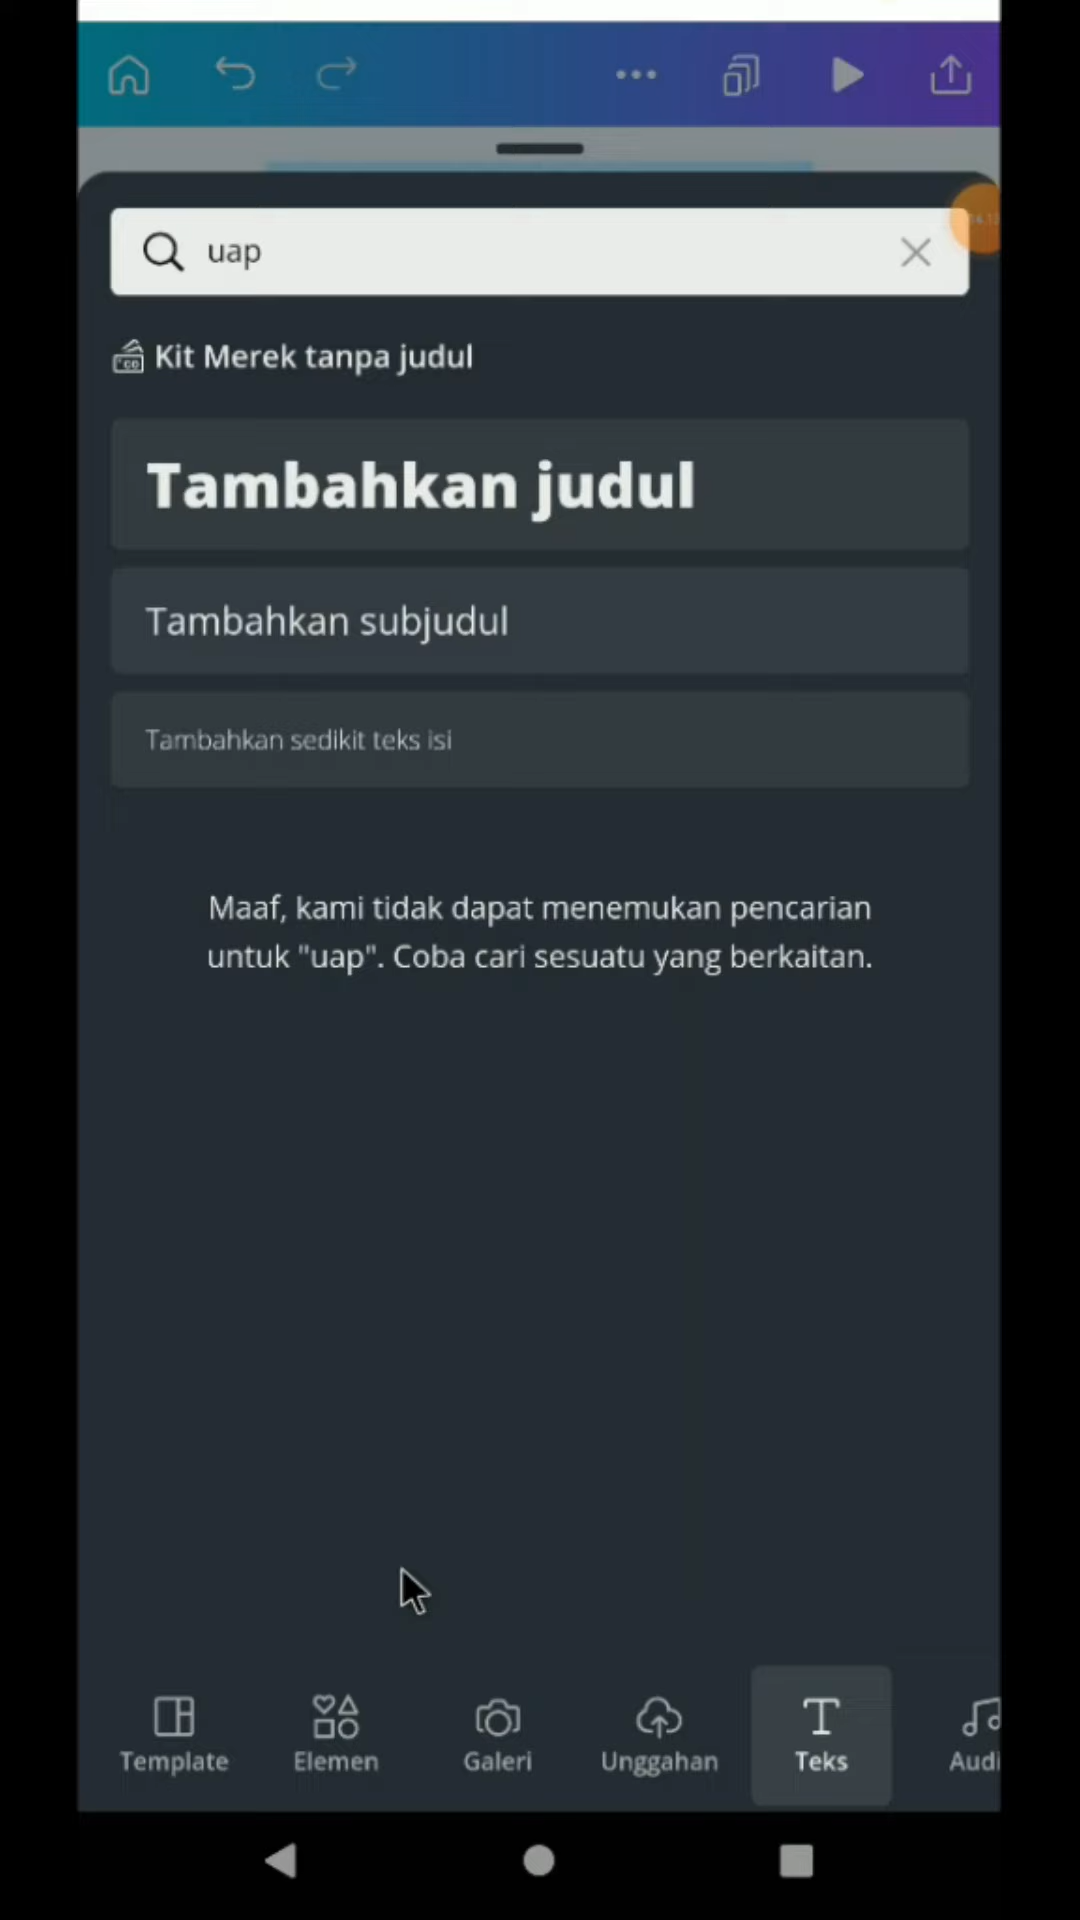 uap
Kit Merek tanpa judul
Tambahkan judul
Tambahkan subjudul
Tambahkan sedikit teks isi
Maaf, kami tidak dapat menemukan pencarian
untuk "uap". Coba cari sesuatu yang berkaitan.
Template
Elemen
Galeri
Unggahan
Teks
Audi